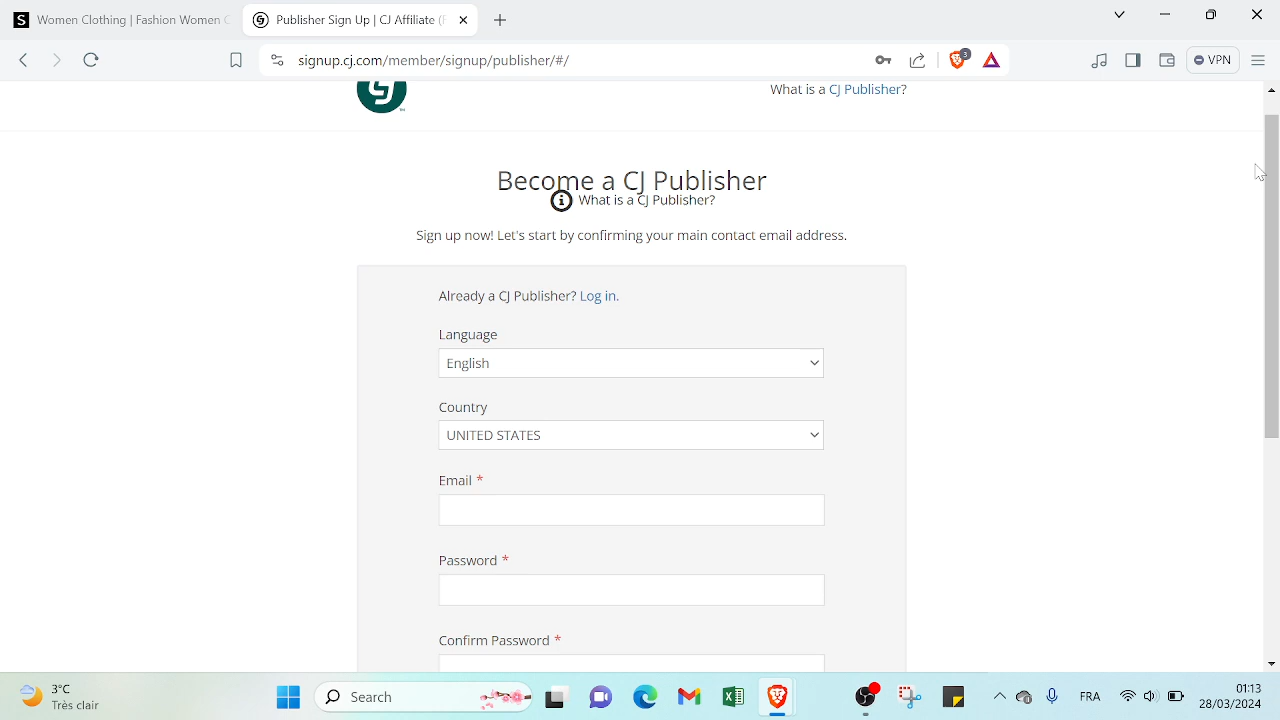 S Women Clothing | Fashion Women C
Publisher Sign Up | CJ Affiliate (F
signup.cj.com/member/signup/publisher/#/
3
VPN
CJ
What is a CJ Publisher?
Become a CJ Publisher
What is a CJ Publisher?
Sign up now! Let's start by confirming your main contact email address.
Already a CJ Publisher? Log in.
Language
English
Country
UNITED STATES
Email *
Password *
Confirm Password *
3°C
Très clair
Search
FRA
01:13
28/03/2024